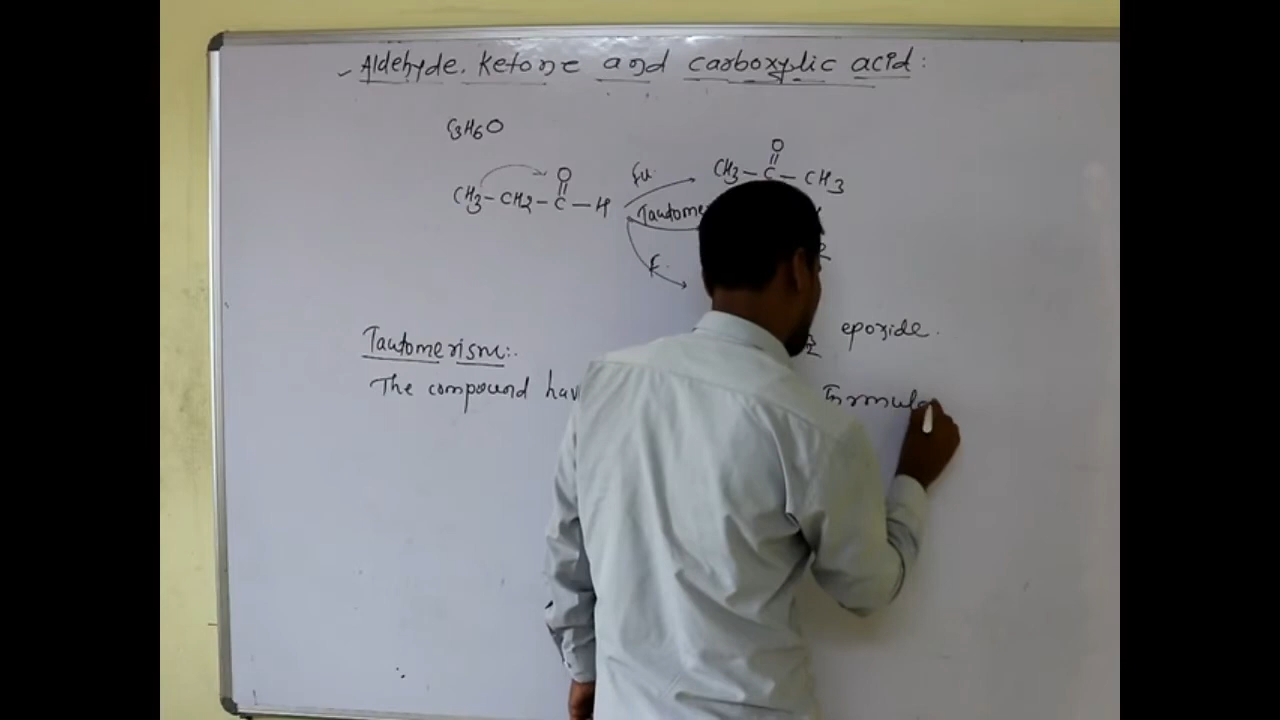 Aldehyde, Ketone and carboxylic acid:
C3H6O
O
CH3—C—CH3
O
CH3—CH2—C—H
fu.
Tautome
F.
epoxide.
Tautomerism:.
The compound hav
Formula